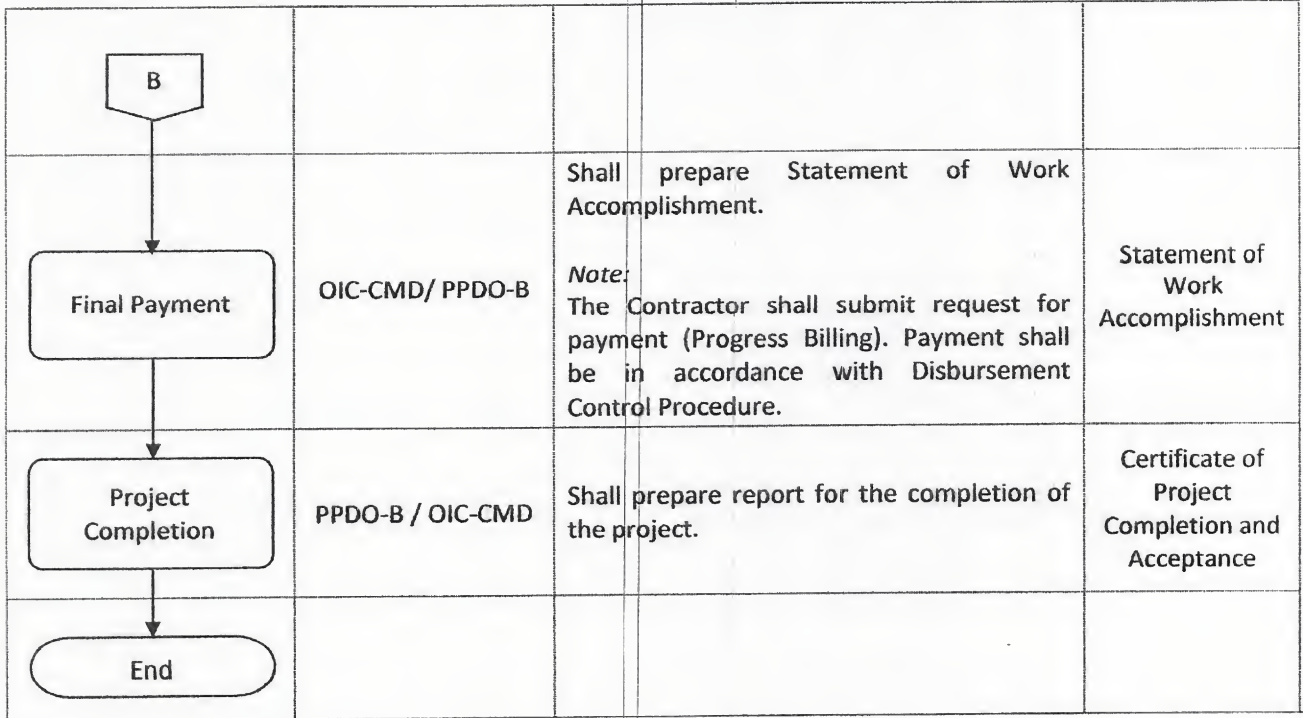 B
Final Payment
OIC-CMD/ PPDO-B
Shall prepare Statement of Work
Accomplishment.
Note:
The Contractor shall submit request for
payment (Progress Billing). Payment shall
be in accordance with Disbursement
Control Procedure.
Statement of
Work
Accomplishment
Project
Completion
PPDO-B / OIC-CMD
Shall prepare report for the completion of
the project.
Certificate of
Project
Completion and
Acceptance
End